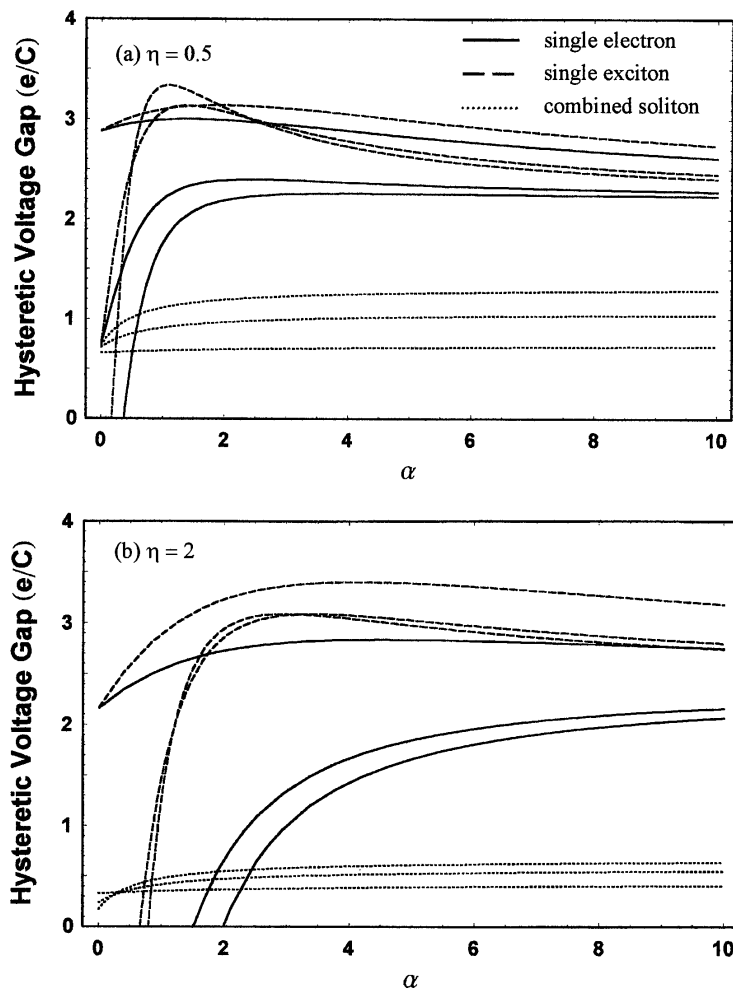 Hysteretic Voltage Gap (e/C)
4
3
2
1
0
(a) η = 0.5
single electron
single exciton
combined soliton
0 2 4 6 8 10
α
Hysteretic Voltage Gap (e/C)
4
3
2
1
0
(b) η = 2
0 2 4 6 8 10
α